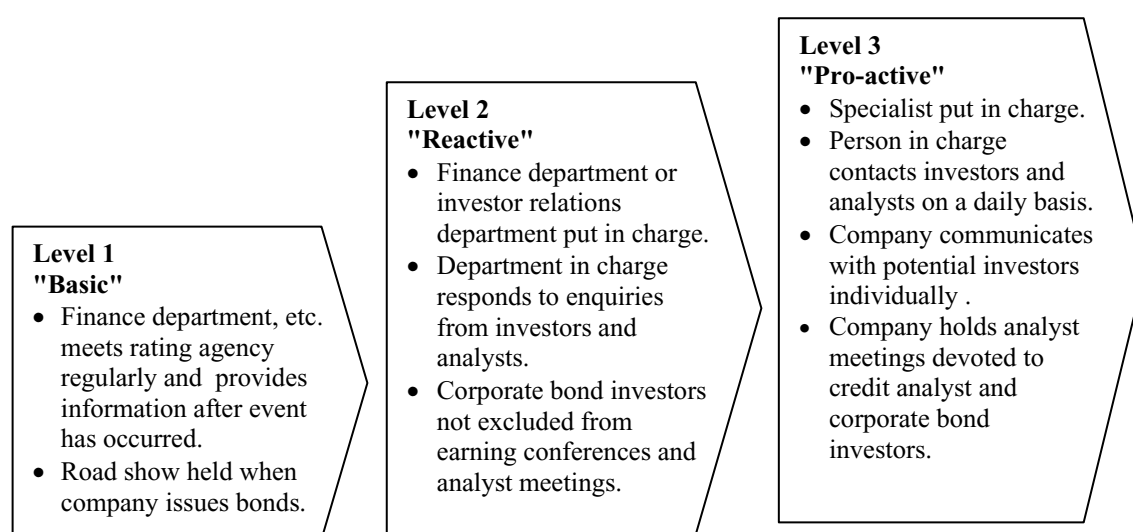 Level 1
"Basic"
• Finance department, etc.
meets rating agency
regularly and  provides
information after event
has occurred.
• Road show held when
company issues bonds.
Level 2
"Reactive"
• Finance department or
investor relations
department put in charge.
• Department in charge
responds to enquiries
from investors and
analysts.
• Corporate bond investors
not excluded from
earning conferences and
analyst meetings.
Level 3
"Pro-active"
• Specialist put in charge.
• Person in charge
contacts investors and
analysts on a daily basis.
• Company communicates
with potential investors
individually .
• Company holds analyst
meetings devoted to
credit analyst and
corporate bond
investors.